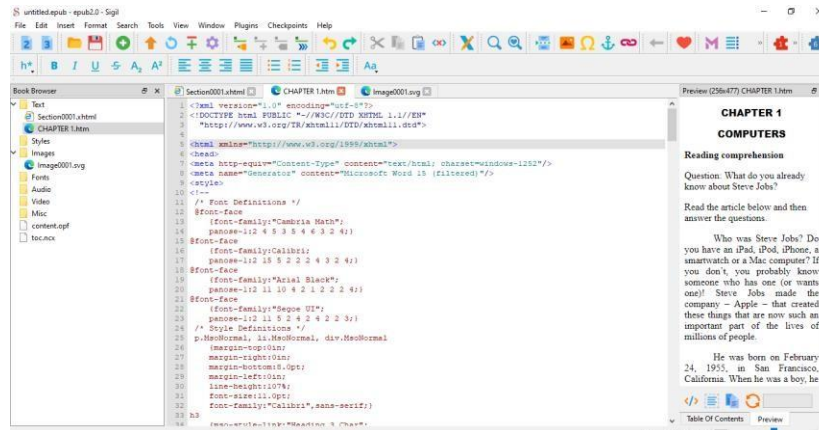 untitled.epub - epub2.0 - Sigil
File Edit Insert Format Search Tools View Window Plugins Checkpoints Help
h* B I U S A₂ A² Aa
Book Browser
Text
Section0001.xhtml
CHAPTER 1.htm
Styles
Images
Image0001.svg
Fonts
Audio
Video
Misc
content.opf
toc.ncx
Section0001.xhtml CHAPTER 1.htm Image0001.svg
1 <?xml version="1.0" encoding="utf-8"?>
2 <!DOCTYPE html PUBLIC "-//W3C//DTD XHTML 1.1//EN"
3 "http://www.w3.org/TR/xhtml11/DTD/xhtml11.dtd">
4
5 <html xmlns="http://www.w3.org/1999/xhtml">
6 <head>
7 <meta http-equiv="Content-Type" content="text/html; charset=windows-1252"/>
8 <meta name="Generator" content="Microsoft Word 15 (filtered)"/>
9 <style>
10 <!--
11 /* Font Definitions */
12 @font-face
13 {font-family:"Cambria Math";
14 panose-1:2 4 5 3 5 4 6 3 2 4;}
15 @font-face
16 {font-family:Calibri;
17 panose-1:2 15 5 2 2 2 4 3 2 4;}
18 @font-face
19 {font-family:"Arial Black";
20 panose-1:2 11 10 4 2 1 2 2 2 4;}
21 @font-face
22 {font-family:"Segoe UI";
23 panose-1:2 11 5 2 4 2 4 2 2 3;}
24 /* Style Definitions */
25 p.MsoNormal, li.MsoNormal, div.MsoNormal
26 {margin-top:0in;
27 margin-right:0in;
28 margin-bottom:8.0pt;
29 margin-left:0in;
30 line-height:107%;
31 font-size:11.0pt;
32 font-family:"Calibri",sans-serif;}
33 h3
34 {mso-style-link:"Heading 3 Char";
Preview (256x477) CHAPTER 1.htm
CHAPTER 1
COMPUTERS
Reading comprehension
Question: What do you already
know about Steve Jobs?
Read the article below and then
answer the questions.
Who was Steve Jobs? Do
you have an iPad, iPod, iPhone, a
smartwatch or a Mac computer? If
you don't, you probably know
someone who has one (or wants
one)! Steve Jobs made the
company – Apple – that created
these things that are now such an
important part of the lives of
millions of people.
He was born on February
24, 1955, in San Francisco,
California. When he was a boy, he
Table Of Contents Preview